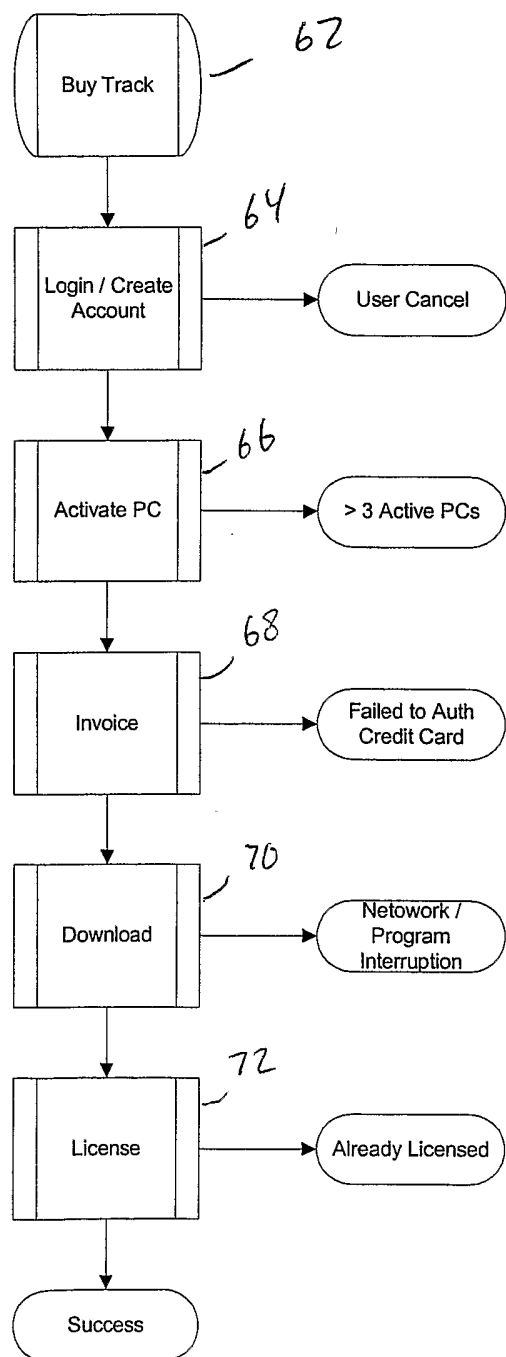 62
Buy Track
64
Login / Create
Account
User Cancel
66
Activate PC
> 3 Active PCs
68
Invoice
Failed to Auth
Credit Card
70
Download
Netowork /
Program
Interruption
72
License
Already Licensed
Success